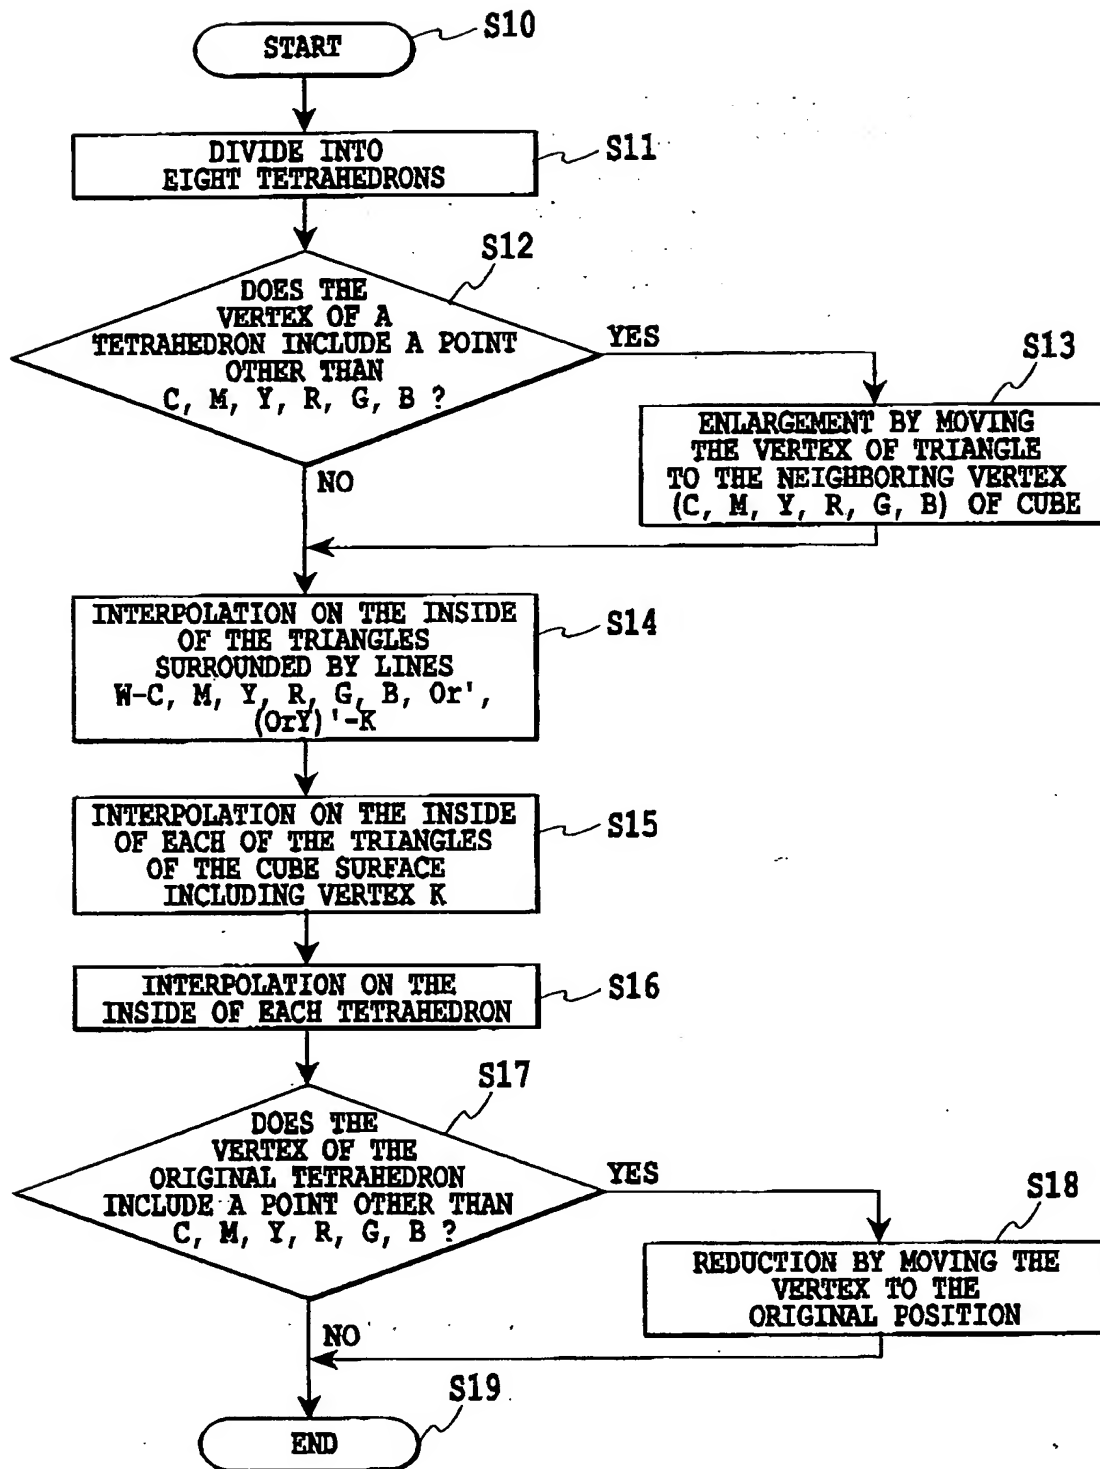 S10
START
S11
DIVIDE INTO
EIGHT TETRAHEDRONS
S12
DOES THE
VERTEX OF A
TETRAHEDRON INCLUDE A POINT
OTHER THAN
C, M, Y, R, G, B ?
YES
S13
ENLARGEMENT BY MOVING
THE VERTEX OF TRIANGLE
TO THE NEIGHBORING VERTEX
(C, M, Y, R, G, B) OF CUBE
NO
S14
INTERPOLATION ON THE INSIDE
OF THE TRIANGLES
SURROUNDED BY LINES
W-C, M, Y, R, G, B, Or',
(OrY)'-K
S15
INTERPOLATION ON THE INSIDE
OF EACH OF THE TRIANGLES
OF THE CUBE SURFACE
INCLUDING VERTEX K
S16
INTERPOLATION ON THE
INSIDE OF EACH TETRAHEDRON
S17
DOES THE
VERTEX OF THE
ORIGINAL TETRAHEDRON
INCLUDE A POINT OTHER THAN
C, M, Y, R, G, B ?
YES
S18
REDUCTION BY MOVING THE
VERTEX TO THE
ORIGINAL POSITION
NO
S19
END